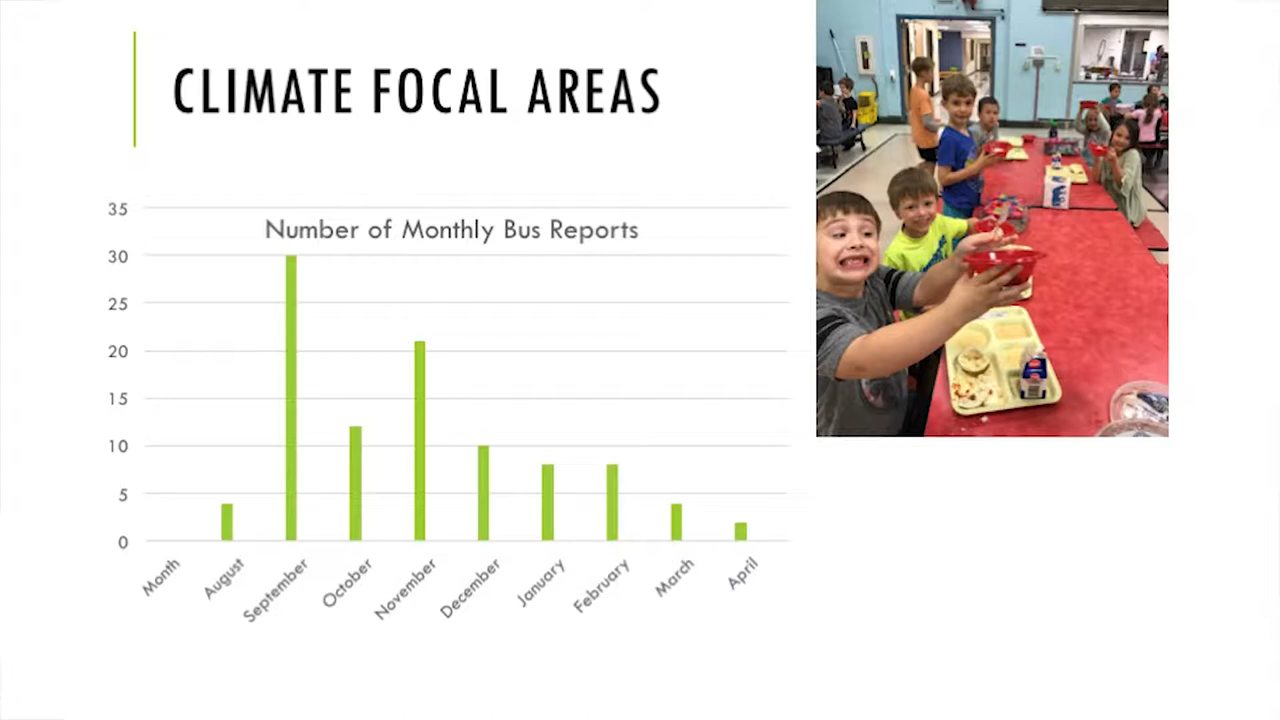 CLIMATE FOCAL AREAS
Number of Monthly Bus Reports
35
30
25
20
15
10
5
0
Month
August
September
October
November
December
January
February
March
April